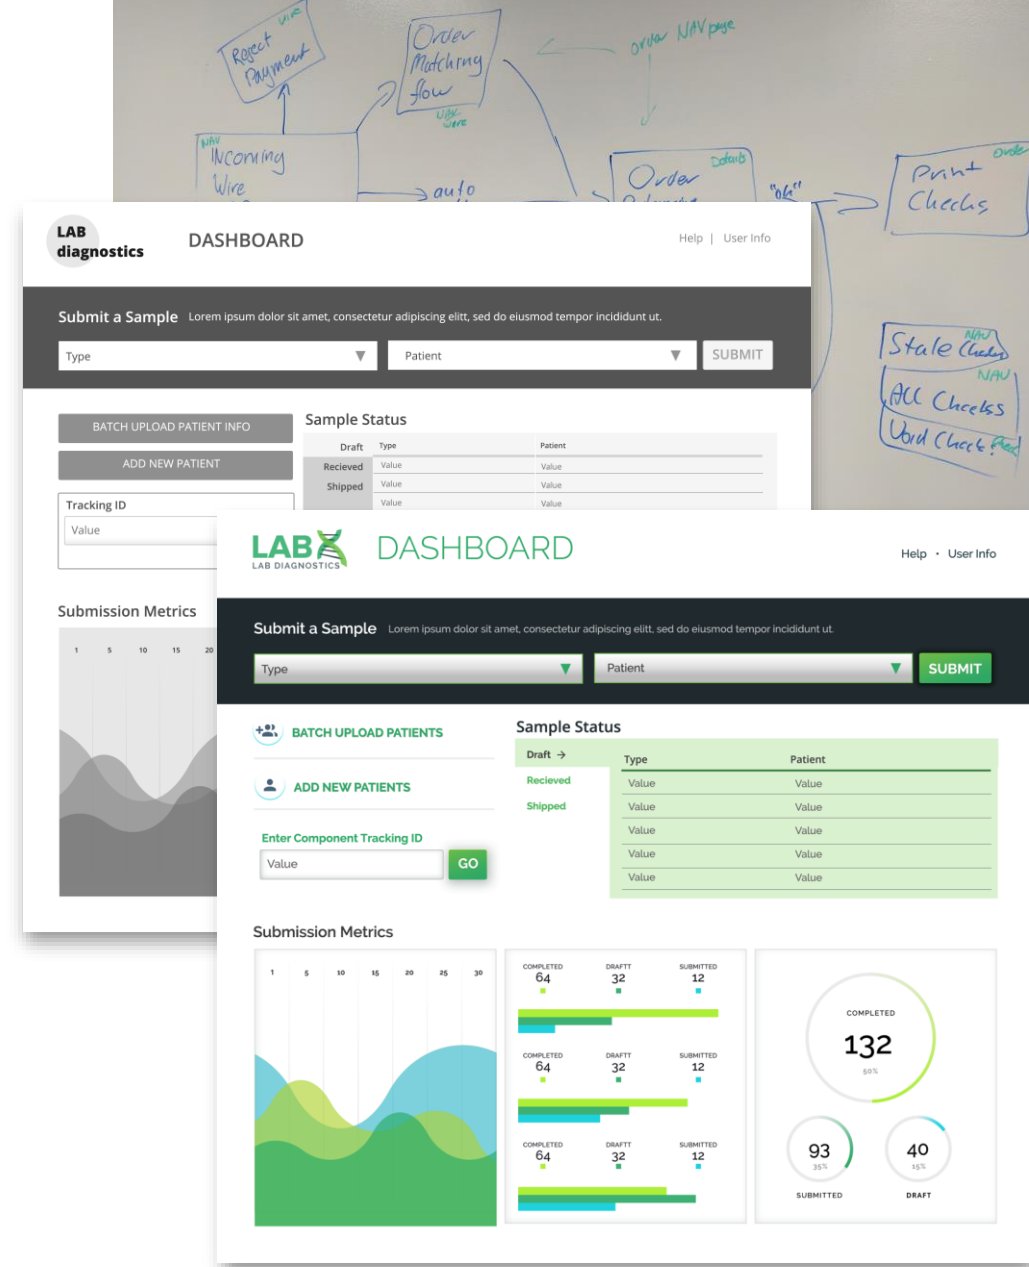 Reject
Payment
WIRE
Order
Matching
flow
NAV
wire
order NAV page
NAV
INcoming
Wire
auto
Order
Details
"ok"
Print
Checks
Order
Stale Checks
NAV
NAV
All Checks
Void Check?
LAB
diagnostics
DASHBOARD
Help | User Info
Submit a Sample Lorem ipsum dolor sit amet, consectetur adipiscing elitt, sed do eiusmod tempor incididunt ut.
Type
Patient
SUBMIT
BATCH UPLOAD PATIENT INFO
ADD NEW PATIENT
Sample Status
Draft Type Patient
Recieved Value Value
Shipped Value Value
Value Value
Tracking ID
Value
Submission Metrics
1 5 10 15 20
LABX
LAB DIAGNOSTICS
DASHBOARD
Help • User Info
Submit a Sample Lorem ipsum dolor sit amet, consectetur adipiscing elitt, sed do eiusmod tempor incididunt ut.
Type
Patient
SUBMIT
BATCH UPLOAD PATIENTS
ADD NEW PATIENTS
Enter Component Tracking ID
Value
GO
Sample Status
Draft →
Recieved
Shipped
Type Patient
Value Value
Value Value
Value Value
Value Value
Value Value
Submission Metrics
1 5 10 15 20 25 30
COMPLETED DRAFTT SUBMITTED
64 32 12
COMPLETED DRAFTT SUBMITTED
64 32 12
COMPLETED DRAFTT SUBMITTED
64 32 12
COMPLETED
132
50%
93
35%
SUBMITTED
40
15%
DRAFT